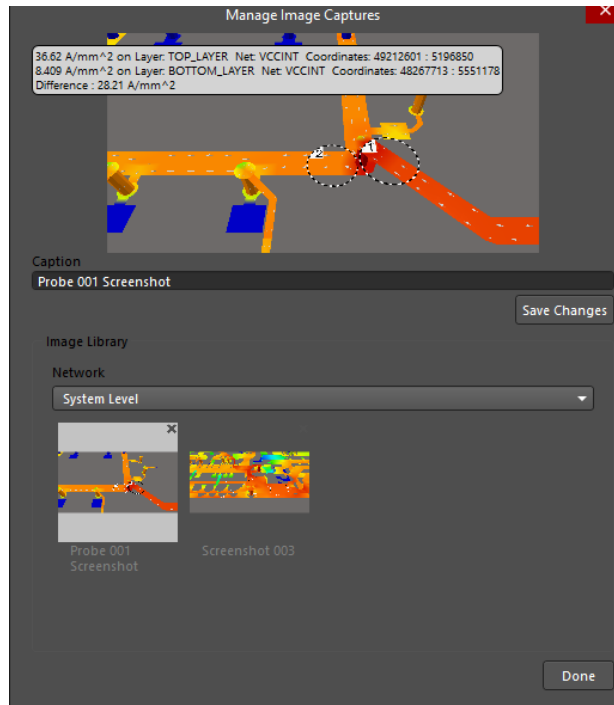 Manage Image Captures
36.62 A/mm^2 on Layer: TOP_LAYER Net: VCCINT Coordinates: 49212601 : 5196850
8.409 A/mm^2 on Layer: BOTTOM_LAYER Net: VCCINT Coordinates: 48267713 : 5551178
Difference : 28.21 A/mm^2
2
1
Caption
Probe 001 Screenshot
Save Changes
Image Library
Network
System Level
Probe 001
Screenshot
Screenshot 003
Done